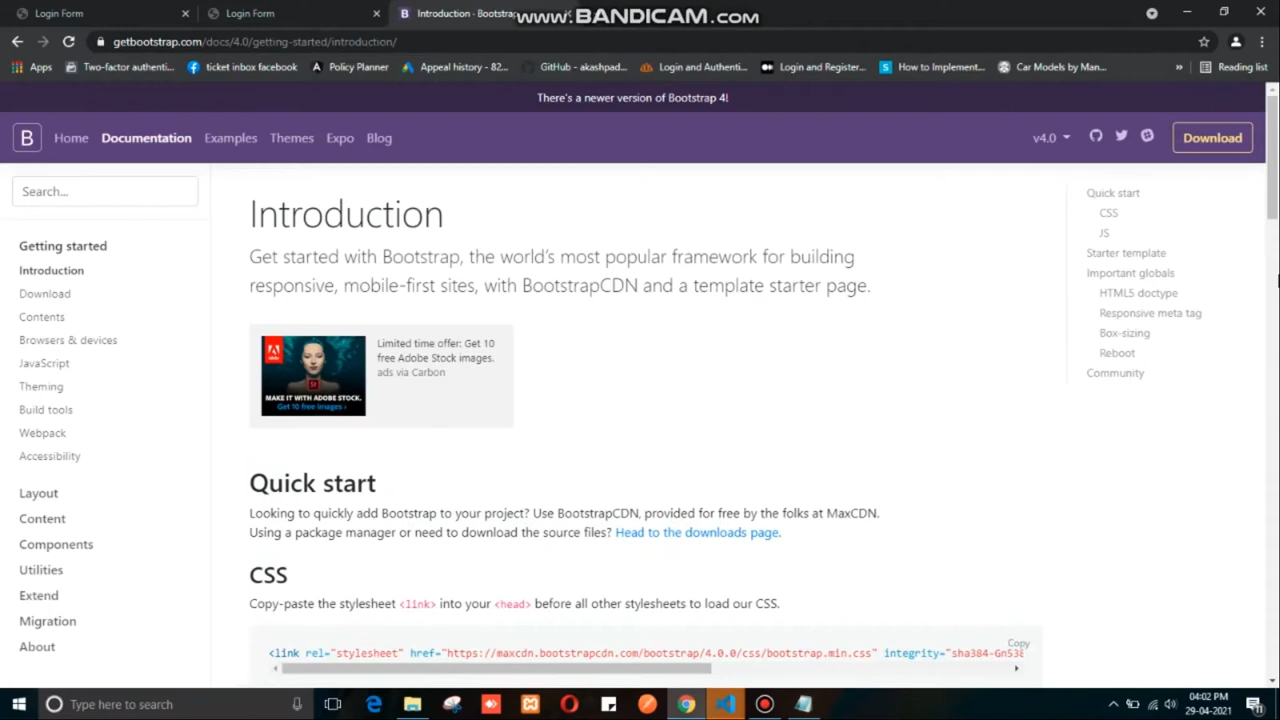 Login Form
Login Form
Introduction · Bootstrap
www.BANDICAM.com
getbootstrap.com/docs/4.0/getting-started/introduction/
Apps
Two-factor authenti...
ticket inbox facebook
Policy Planner
Appeal history - 82...
GitHub - akashpad...
Login and Authenti...
Login and Register...
How to Implement...
Car Models by Man...
»
Reading list
There's a newer version of Bootstrap 4!
B
Home
Documentation
Examples
Themes
Expo
Blog
v4.0
Download
Search...
Getting started
Introduction
Download
Contents
Browsers & devices
JavaScript
Theming
Build tools
Webpack
Accessibility
Layout
Content
Components
Utilities
Extend
Migration
About
Introduction
Get started with Bootstrap, the world's most popular framework for building
responsive, mobile-first sites, with BootstrapCDN and a template starter page.
MAKE IT WITH ADOBE STOCK.
Get 10 free images ›
Limited time offer: Get 10
free Adobe Stock images.
ads via Carbon
Quick start
Looking to quickly add Bootstrap to your project? Use BootstrapCDN, provided for free by the folks at MaxCDN.
Using a package manager or need to download the source files? Head to the downloads page.
CSS
Copy-paste the stylesheet <link> into your <head> before all other stylesheets to load our CSS.
Copy
<link rel="stylesheet" href="https://maxcdn.bootstrapcdn.com/bootstrap/4.0.0/css/bootstrap.min.css" integrity="sha384-Gn538
Quick start
CSS
JS
Starter template
Important globals
HTML5 doctype
Responsive meta tag
Box-sizing
Reboot
Community
Type here to search
04:02 PM
29-04-2021